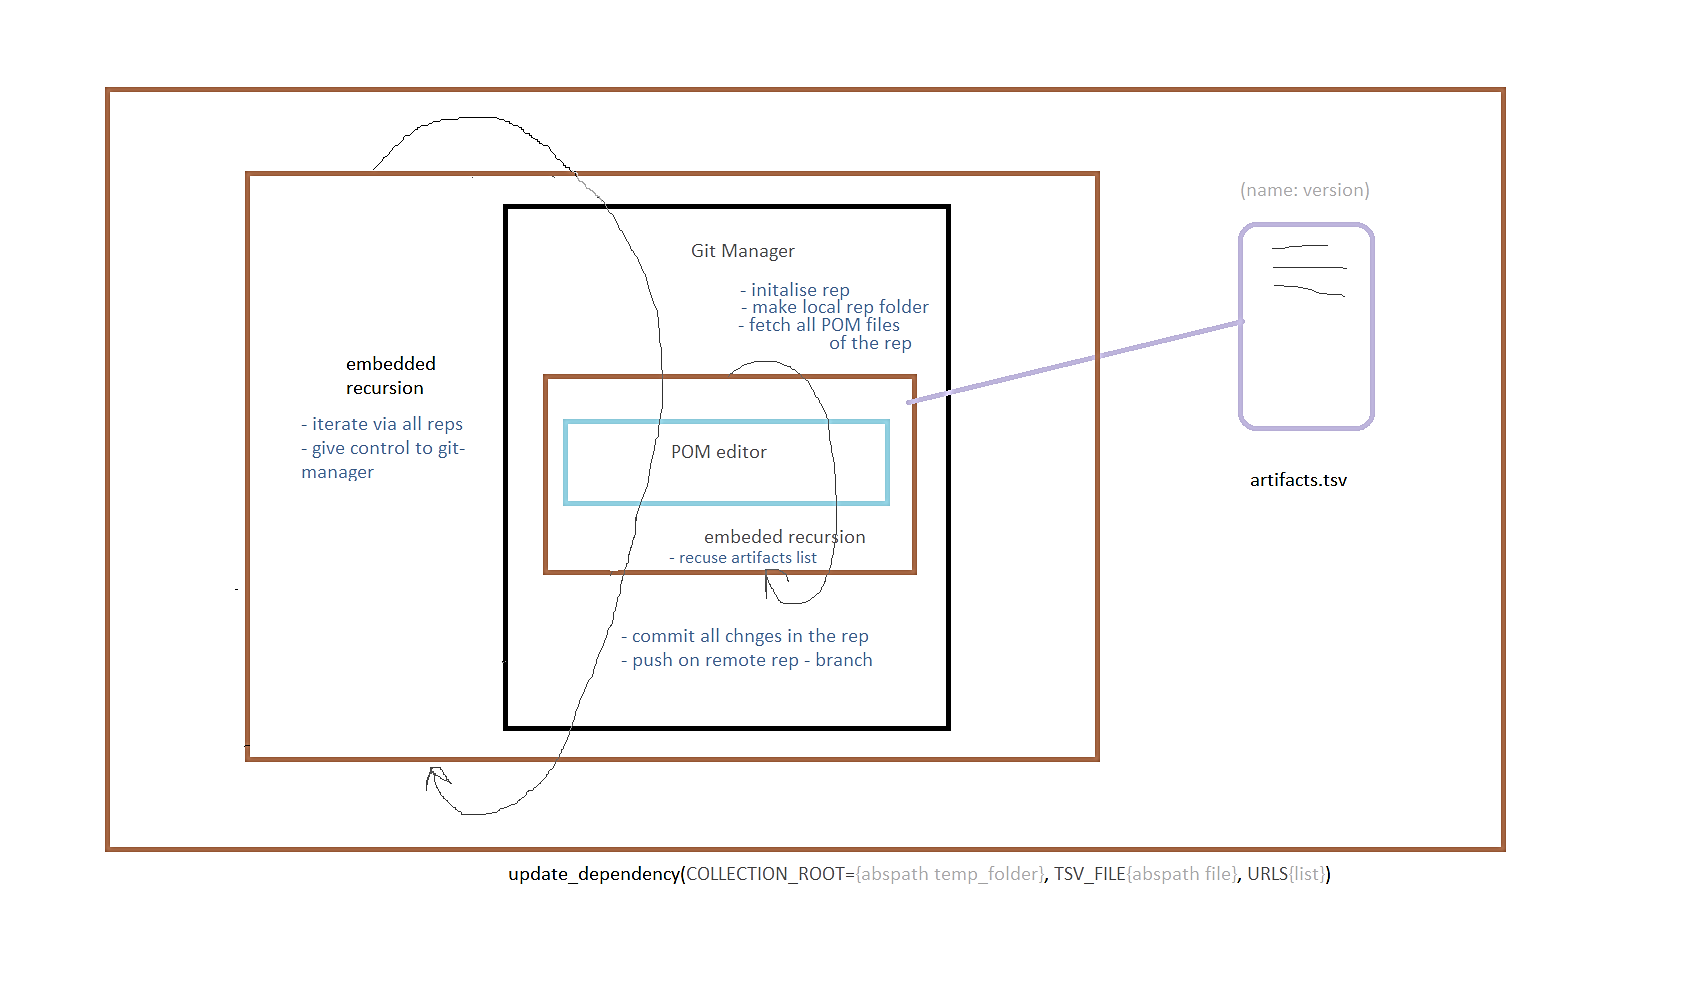 (name: version)
Git Manager
- initalise rep
- make local rep folder
- fetch all POM files
of the rep
embedded
recursion
- iterate via all reps
- give control to git-
manager
POM editor
artifacts.tsv
embeded recursion
- recuse artifacts list
- commit all chnges in the rep
- push on remote rep - branch
update_dependency(COLLECTION_ROOT={abspath temp_folder}, TSV_FILE{abspath file}, URLS{list})